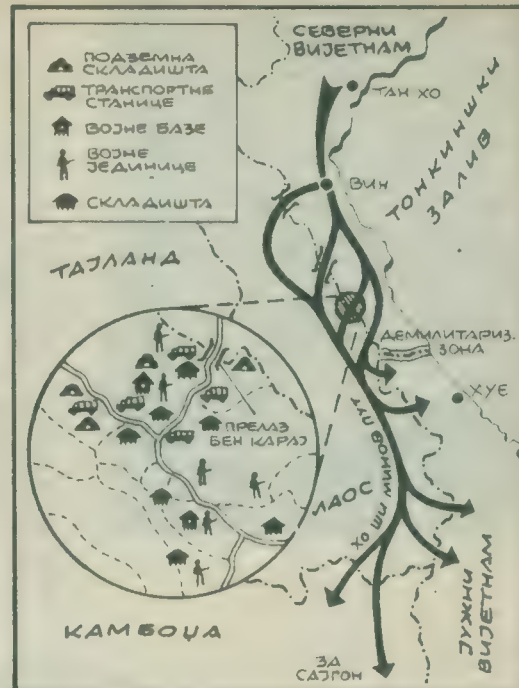 ПОДЗЕМНА
СКЛАДИШТА
ТРАНСПОРТНЕ
СТАНИЦЕ
ВОЈНЕ БАЗЕ
ВОЈНЕ
ЈЕДИНИЦЕ
СКЛАДИШТА
СЕВЕРНИ
ВИЈЕТНАМ
ТАН ХО
ВИН
ТОНКИНШКИ
ЗАЛИВ
ТАЈЛАНД
ДЕМИЛИТАРИЗ.
ЗОНА
ХУЕ
ПРЕЛАЗ
БЕН КАРАЈ
ЛАОС
ХО ШИ МИНОВ ПУТ
КАМБОЏА
ЗА
САЈГОН
ЈУЖНИ
ВИЈЕТНАМ